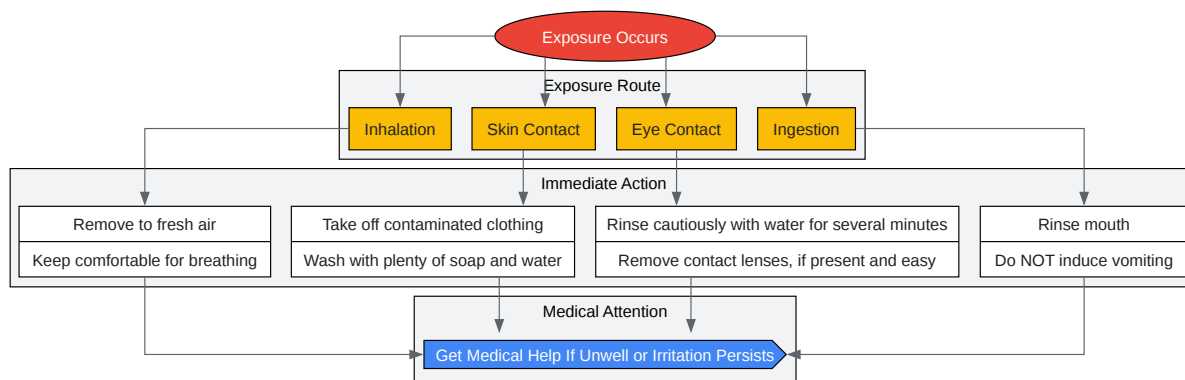 Exposure Occurs
Exposure Route
Inhalation
Skin Contact
Eye Contact
Ingestion
Immediate Action
Remove to fresh air
Keep comfortable for breathing
Take off contaminated clothing
Wash with plenty of soap and water
Rinse cautiously with water for several minutes
Remove contact lenses, if present and easy
Rinse mouth
Do NOT induce vomiting
Medical Attention
Get Medical Help If Unwell or Irritation Persists